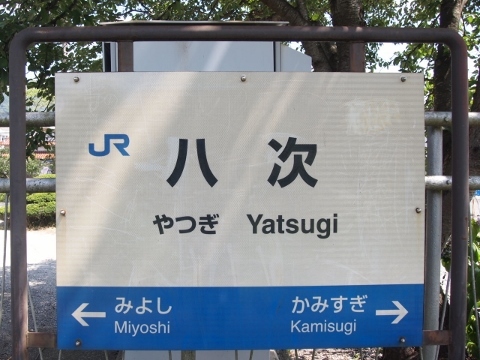 JR
八次
やつぎ Yatsugi
← みよし かみすぎ →
Miyoshi Kamisugi